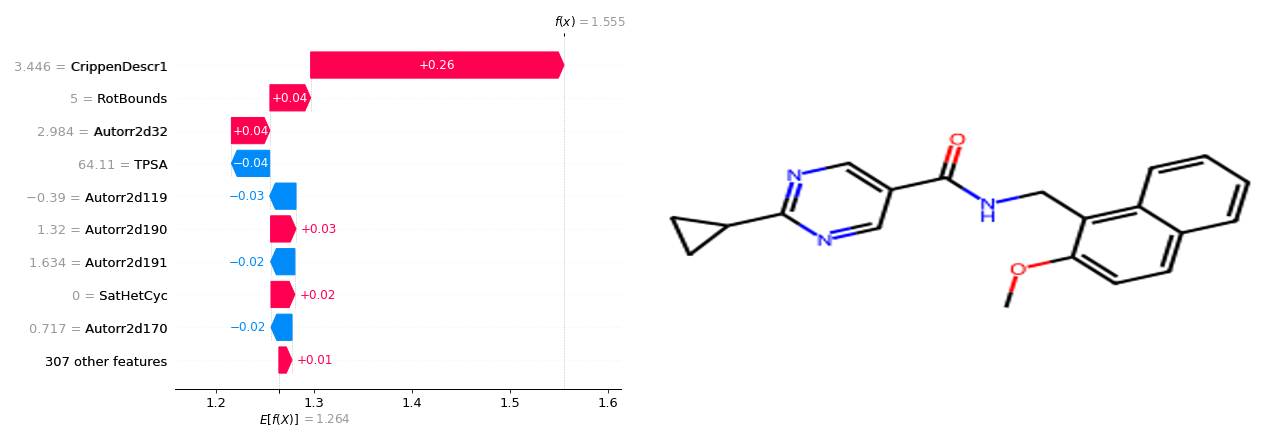 f(x) = 1.555
3.446 = CrippenDescr1
+0.26
5 = RotBounds
+0.04
2.984 = Autorr2d32
+0.04
64.11 = TPSA
−0.04
−0.39 = Autorr2d119
−0.03
1.32 = Autorr2d190
+0.03
1.634 = Autorr2d191
−0.02
0 = SatHetCyc
+0.02
0.717 = Autorr2d170
−0.02
307 other features
+0.01
1.2 1.3 1.4 1.5 1.6
E[f(X)] = 1.264
O
N
N
N
H
O